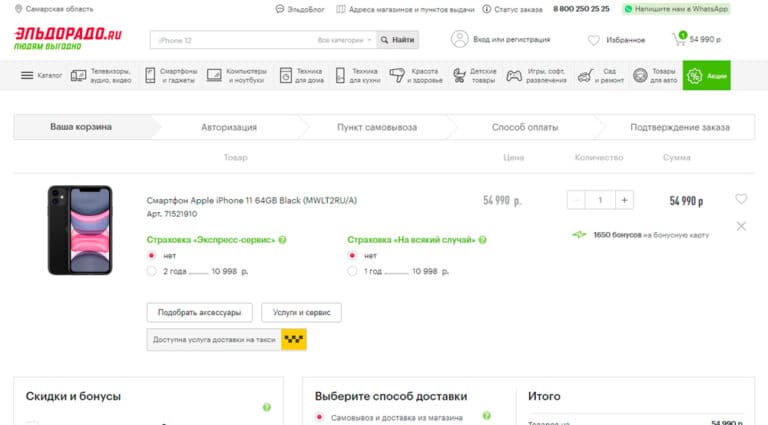 Самарская область
ЭльдоБлог
Адреса магазинов и пунктов выдачи
Статус заказа
8 800 250 25 25
Напишите нам в WhatsApp
ЭЛЬДОРАДО.RU
ЛЮДЯМ ВЫГОДНО
iPhone 12
Все категории
Найти
Вход или регистрация
Избранное
1
54 990 р
Каталог
Телевизоры, аудио, видео
Смартфоны и гаджеты
Компьютеры и ноутбуки
Техника для дома
Техника для кухни
Красота и здоровье
Детские товары
Игры, софт, развлечения
Сад и ремонт
Товары для авто
Акции
Ваша корзина
Авторизация
Пункт самовывоза
Способ оплаты
Подтверждение заказа
Товар
Цена
Количество
Сумма
Смартфон Apple iPhone 11 64GB Black (MWLT2RU/A)
Арт. 71521910
54 990 р.
- 1 +
54 990 р
1650 бонусов на бонусную карту
Страховка «Экспресс-сервис» ?
нет
2 года 10 998 р.
Страховка «На всякий случай» ?
нет
1 год 10 998 р.
Подобрать аксессуары
Услуги и сервис
Доступна услуга доставки на такси
Скидки и бонусы
?
Выберите способ доставки
Самовывоз и доставка из магазина
?
Итого
54 990 р